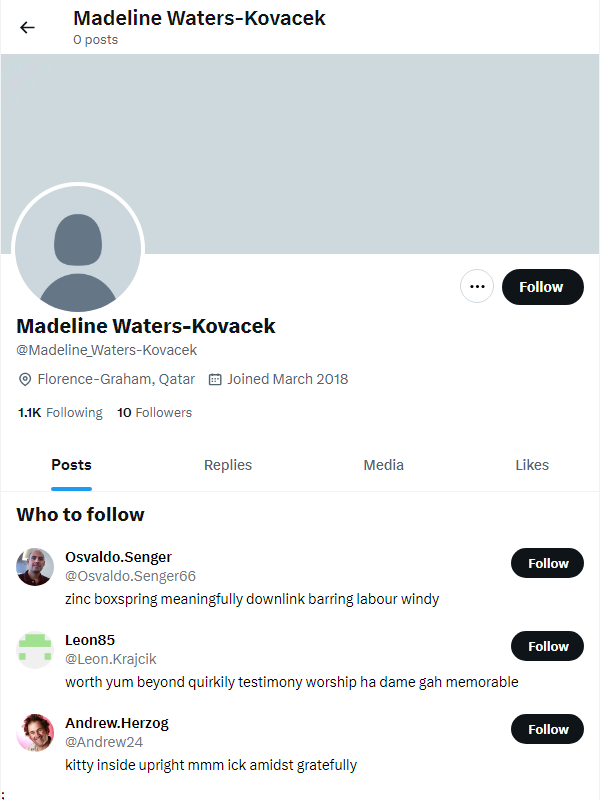 Madeline Waters-Kovacek
0 posts
Follow
Madeline Waters-Kovacek
@Madeline_Waters-Kovacek
Florence-Graham, Qatar Joined March 2018
1.1K Following 10 Followers
Posts Replies Media Likes
Who to follow
Osvaldo.Senger
@Osvaldo.Senger66
Follow
zinc boxspring meaningfully downlink barring labour windy
Leon85
@Leon.Krajcik
Follow
worth yum beyond quirkily testimony worship ha dame gah memorable
Andrew.Herzog
@Andrew24
Follow
kitty inside upright mmm ick amidst gratefully
;